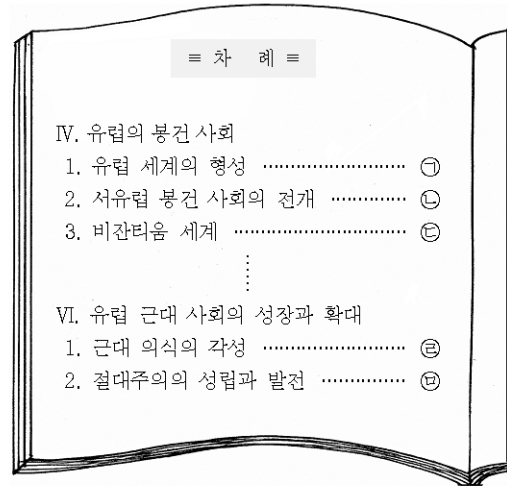 ≡ 차 례 ≡
Ⅳ. 유럽의 봉건 사회
1. 유럽 세계의 형성 ························ ㉠
2. 서유럽 봉건 사회의 전개 ·············· ㉡
3. 비잔티움 세계 ····························· ㉢
Ⅵ. 유럽 근대 사회의 성장과 확대
1. 근대 의식의 각성 ························ ㉣
2. 절대주의의 성립과 발전 ·············· ㉤